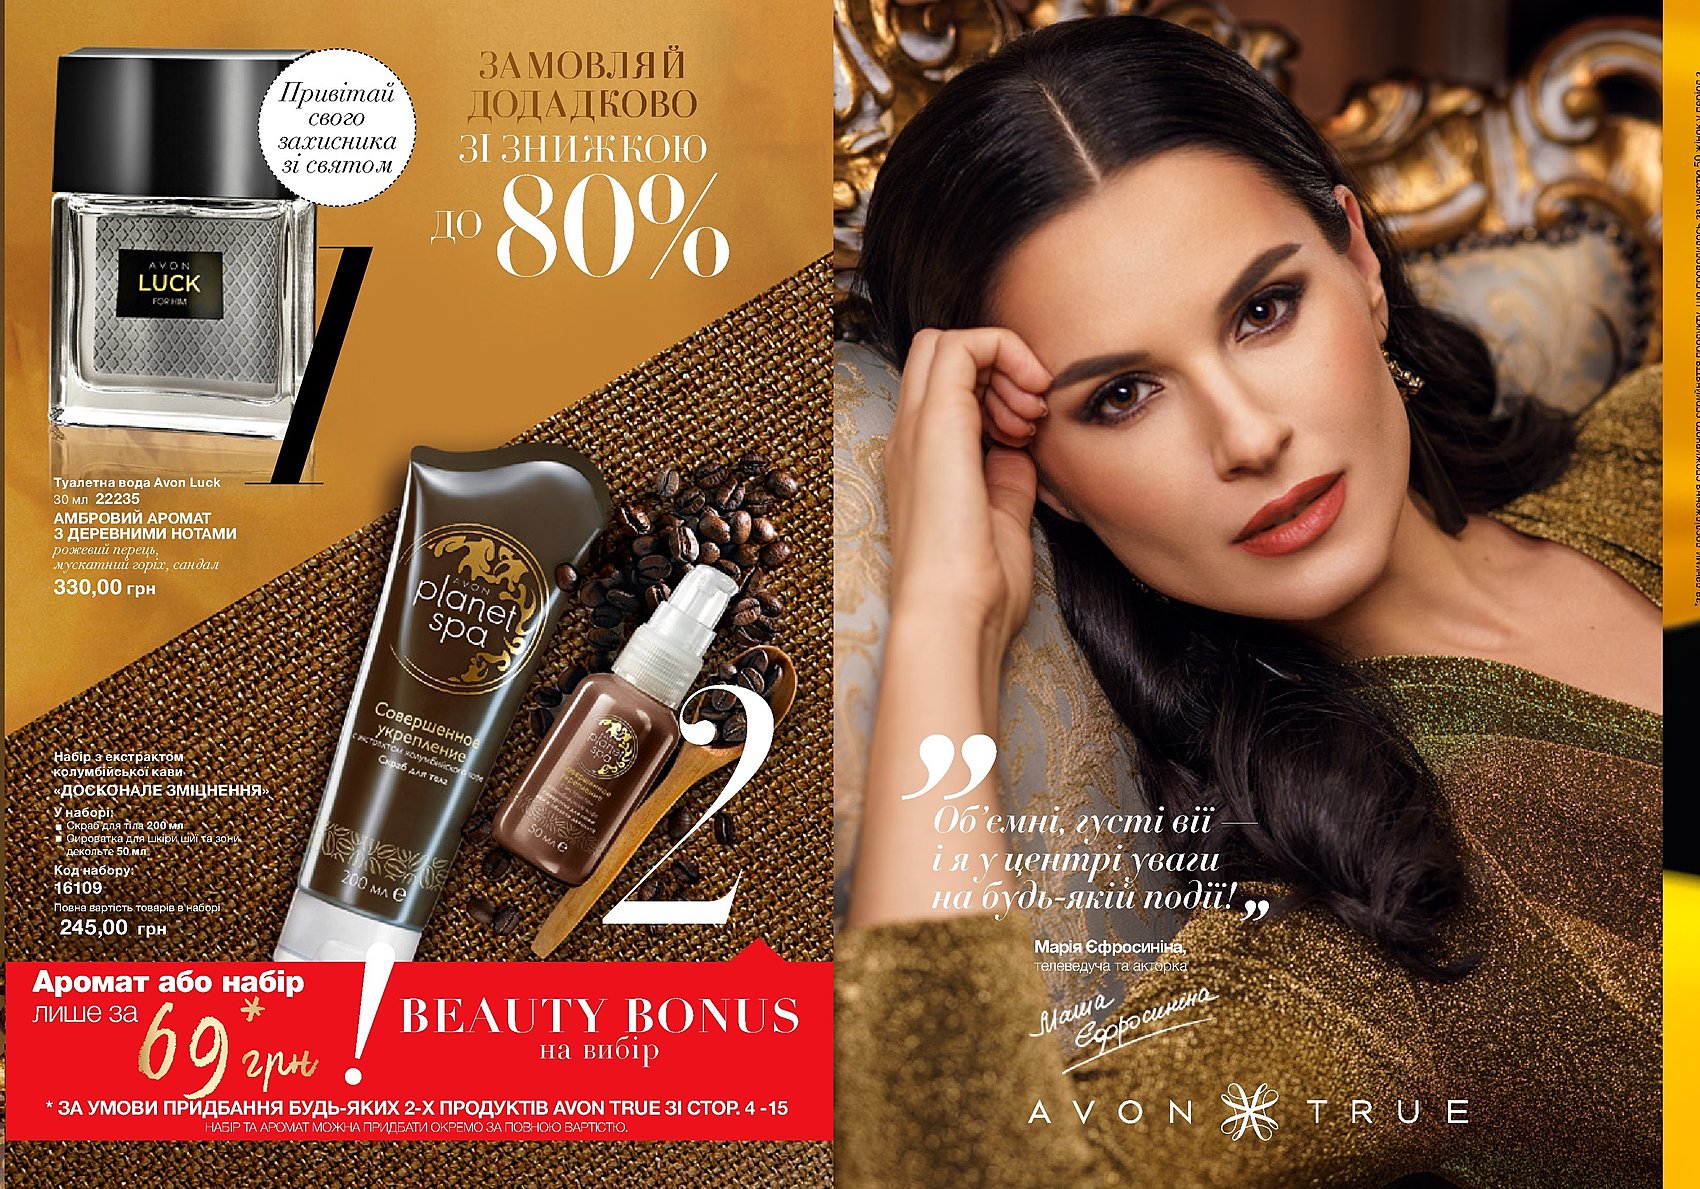 Привітай
свого
захисника
зі святом
ЗАМОВЛЯЙ
ДОДАДКОВО
ЗІ ЗНИЖКОЮ
ДО 80%
AVON
LUCK
FOR HIM
1
Туалетна вода Avon Luck
30 мл 22235
АМБРОВИЙ АРОМАТ
З ДЕРЕВНИМИ НОТАМИ
рожевий перець,
мускатний горіх, сандал
330,00 грн
AVON
planet
spa
Совершенное
укрепление
с экстрактом колумбийского кофе
Скраб для тела
200 мл e
planet
spa
50 мл e
2
Набір з екстрактом
колумбійської кави
«ДОСКОНАЛЕ ЗМІЦНЕННЯ»
У наборі:
Скраб для тіла 200 мл
Сироватка для шкіри шиї та зони
декольте 50 мл.
Код набору:
16109
Повна вартість товарів в наборі
245,00 грн
Аромат або набір
лише за
69* грн
!
BEAUTY BONUS
на вибір
* ЗА УМОВИ ПРИДБАННЯ БУДЬ-ЯКИХ 2-Х ПРОДУКТІВ AVON TRUE ЗІ СТОР. 4 -15
НАБІР ТА АРОМАТ МОЖНА ПРИДБАТИ ОКРЕМО ЗА ПОВНОЮ ВАРТІСТЮ.
”
Об’ємні, густі вії —
і я у центрі уваги
на будь-якій події!”
Марія Єфросиніна,
телеведуча та акторка
Маша
Єфросиніна
AVON TRUE